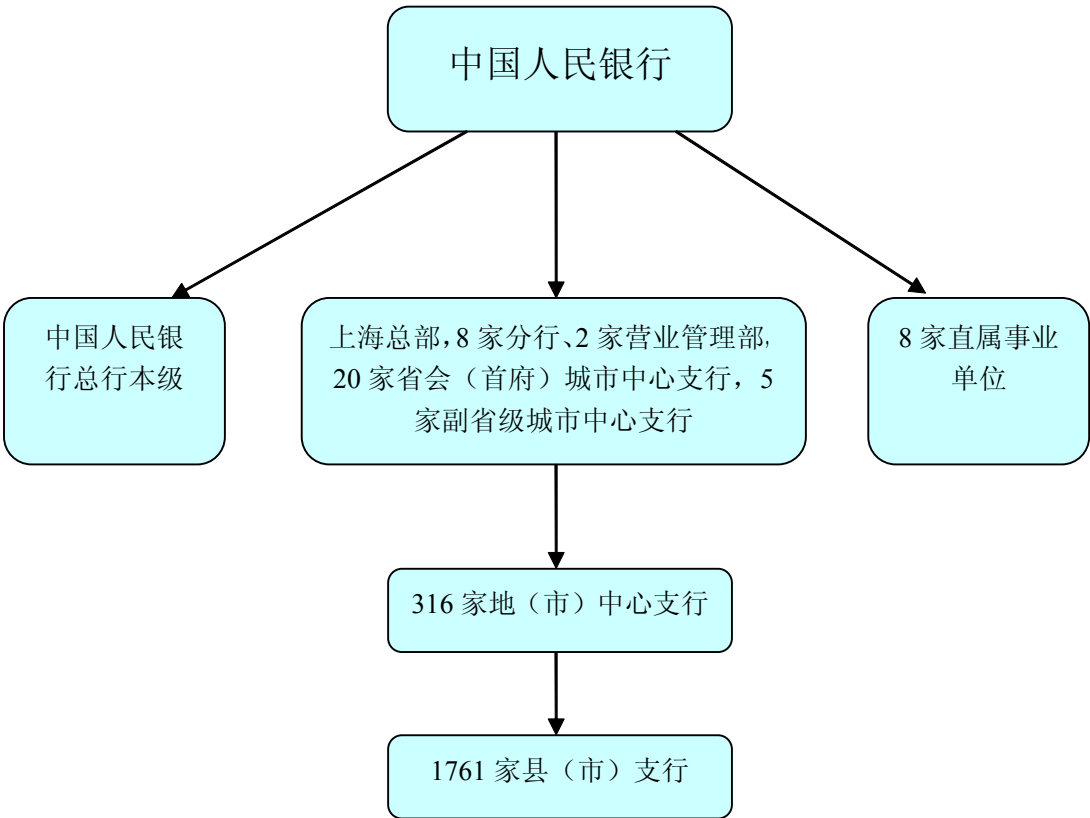 中国人民银行
中国人民银
行总行本级
上海总部,8 家分行、2 家营业管理部,
20 家省会（首府）城市中心支行，5
家副省级城市中心支行
8 家直属事业
单位
316 家地（市）中心支行
1761 家县（市）支行